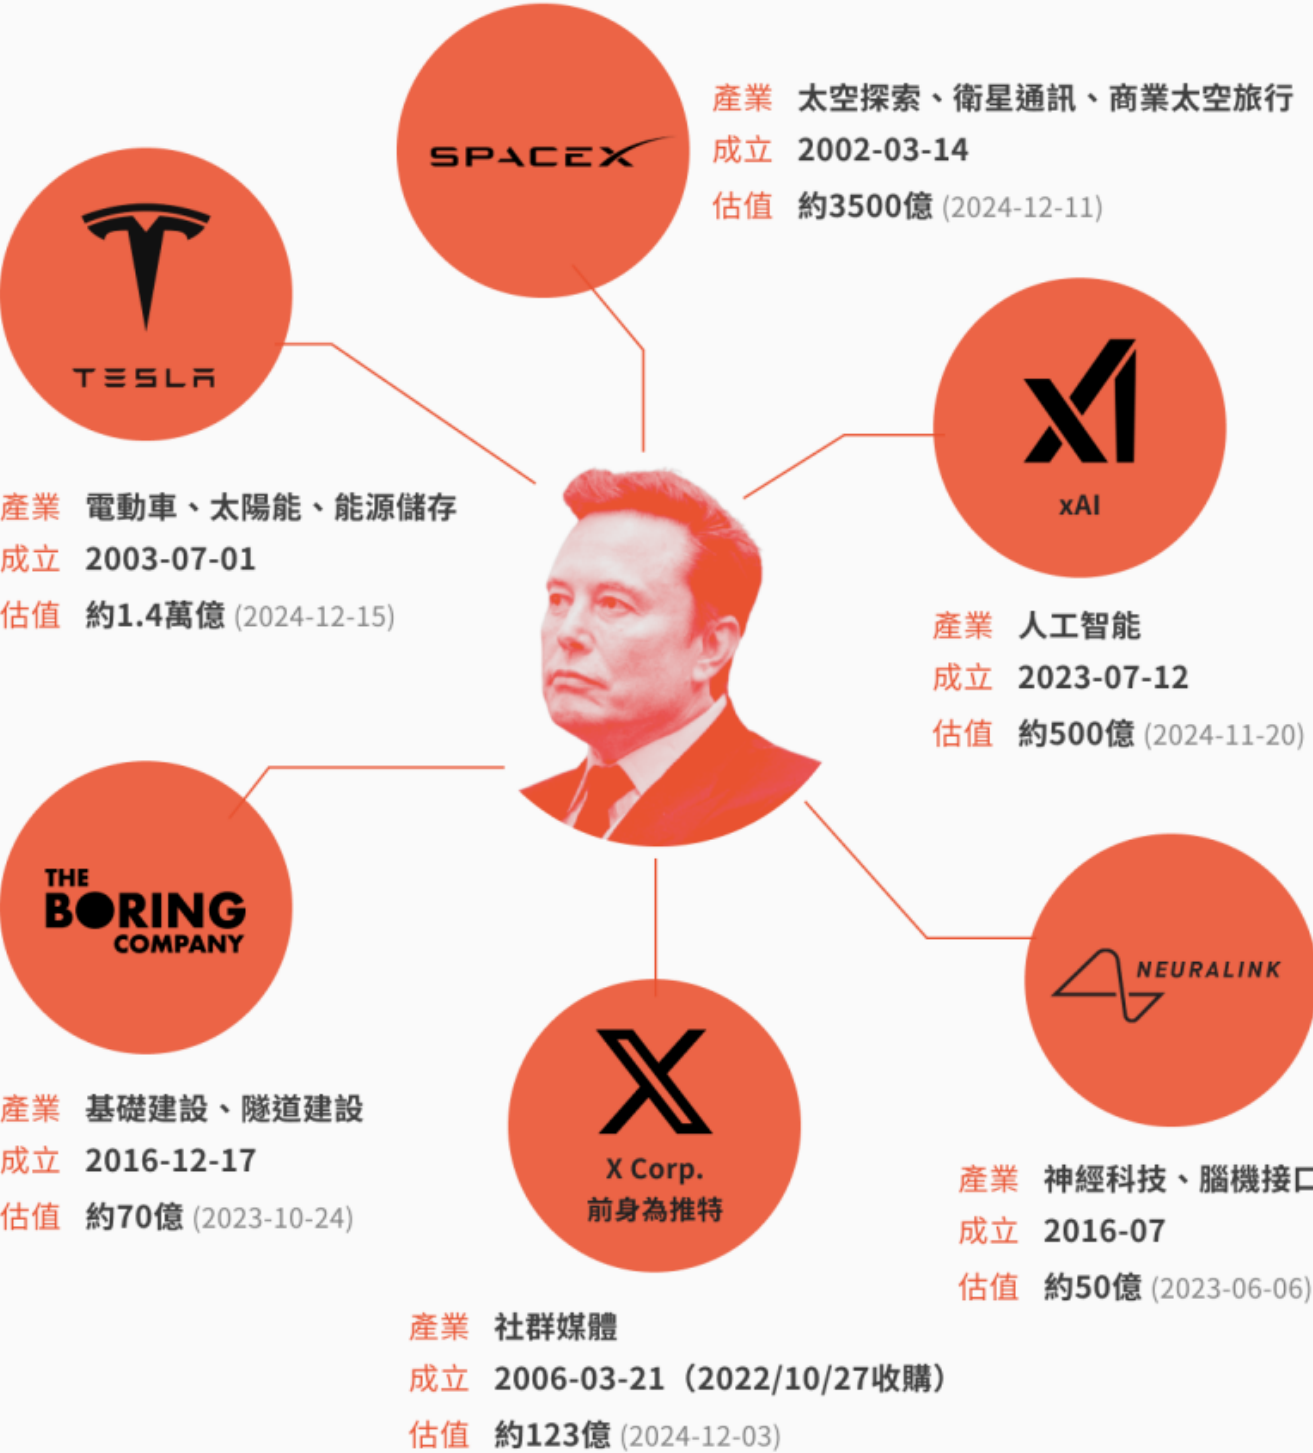 SPACEX
產業 太空探索、衛星通訊、商業太空旅行
成立 2002-03-14
估值 約3500億 (2024-12-11)
TESLA
產業 電動車、太陽能、能源儲存
成立 2003-07-01
估值 約1.4萬億 (2024-12-15)
xAI
產業 人工智能
成立 2023-07-12
估值 約500億 (2024-11-20)
THE
BORING
COMPANY
產業 基礎建設、隧道建設
成立 2016-12-17
估值 約70億 (2023-10-24)
NEURALINK
產業 神經科技、腦機接口
成立 2016-07
估值 約50億 (2023-06-06)
X Corp.
前身為推特
產業 社群媒體
成立 2006-03-21（2022/10/27收購）
估值 約123億 (2024-12-03)